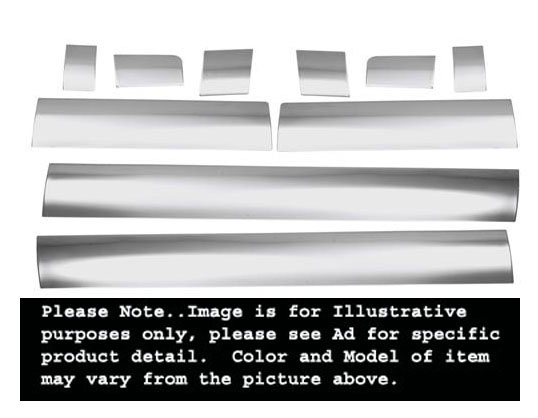 Please Note..Image is for Illustrative
purposes only, please see Ad for specific
product detail.  Color and Model of item
may vary from the picture above.